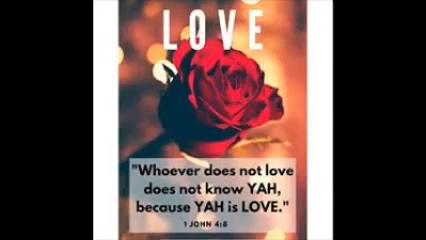 LOVE
"Whoever does not love
does not know YAH,
because YAH is LOVE."
1 JOHN 4:8